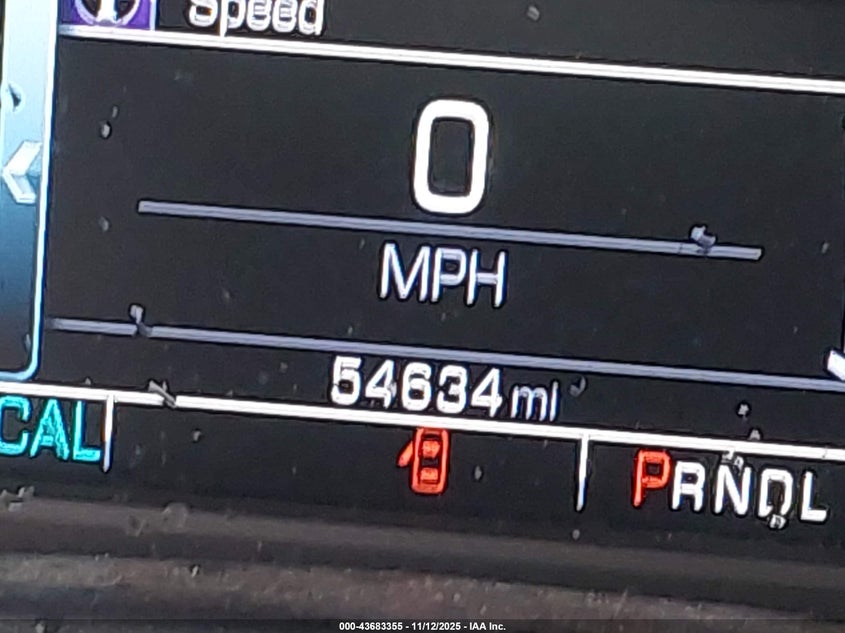 Speed
0
MPH
54634 mi
CAL
PRNDL
000-43683355 - 11/12/2025 - IAA Inc.